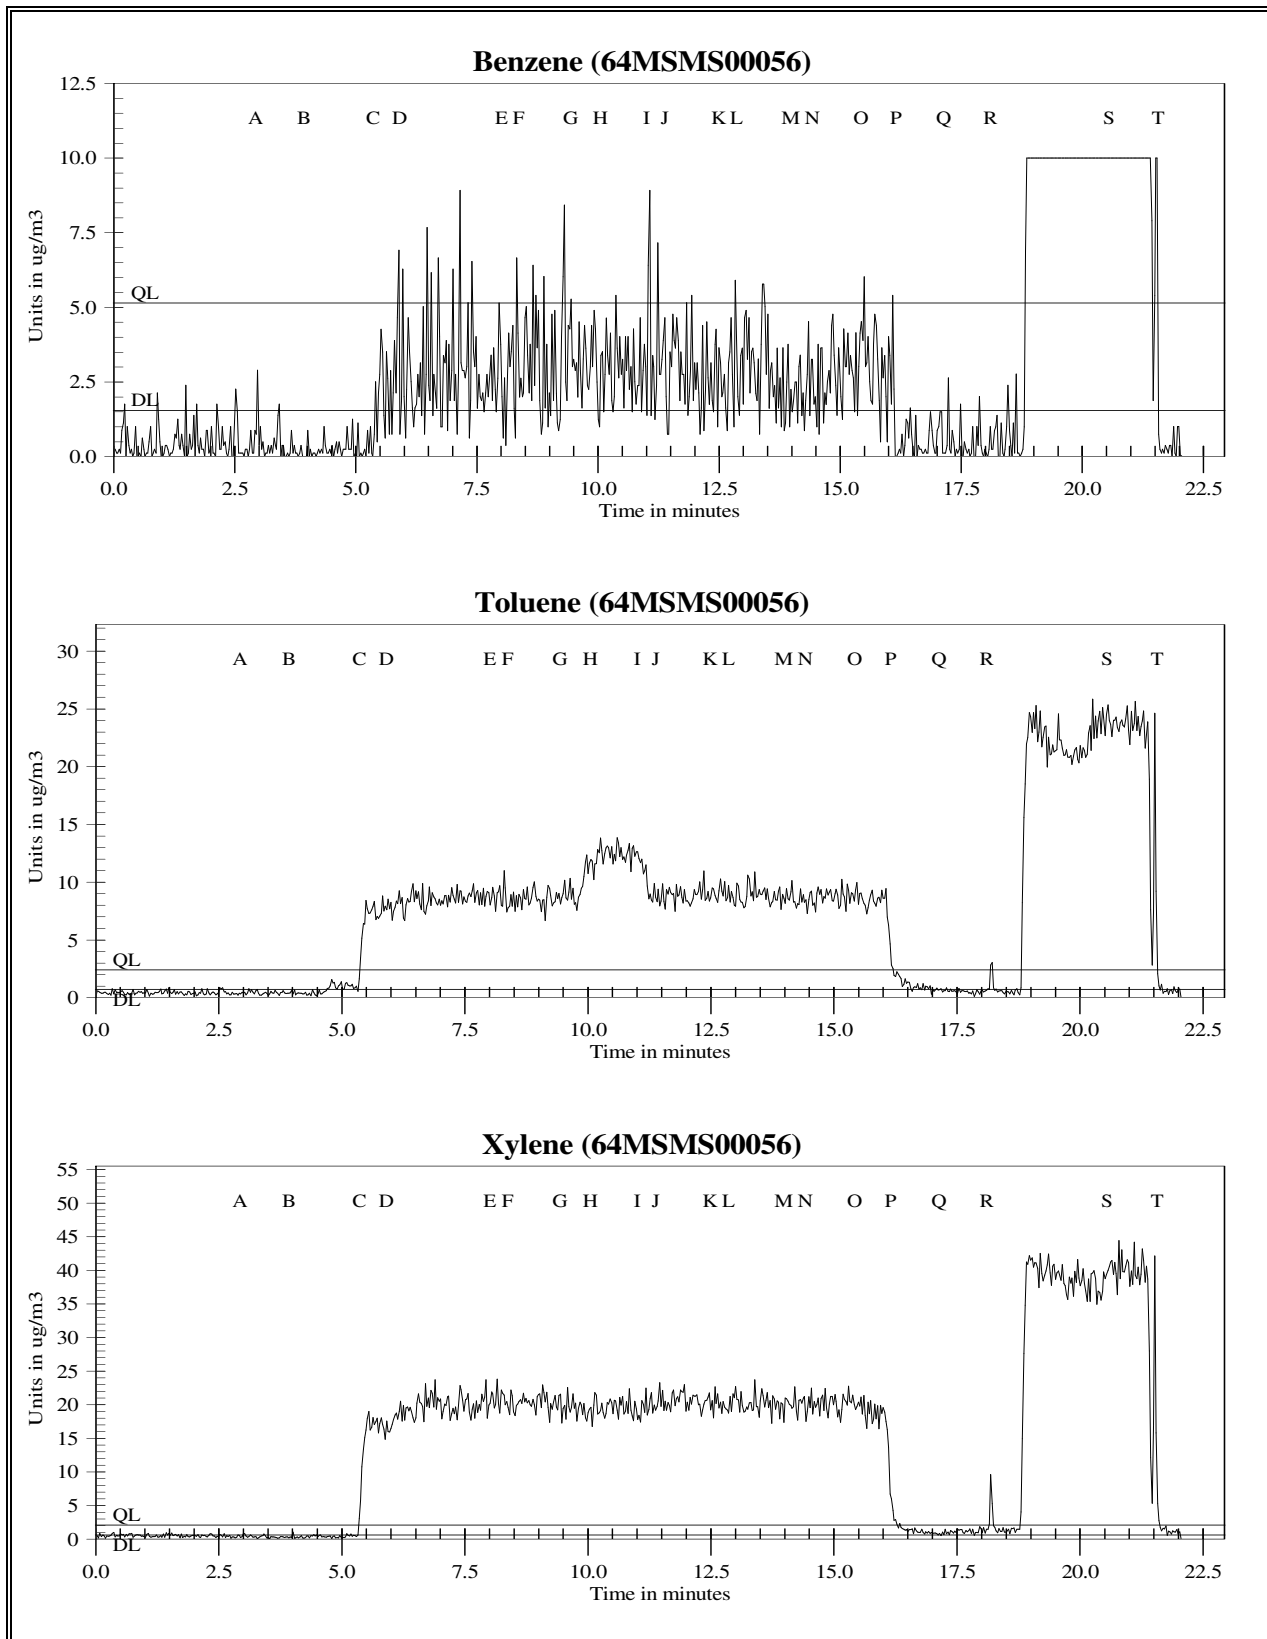 Benzene (64MSMS00056)
12.5
A B C D E F G H I J K L M N O P Q R S T
10.0
7.5
Units in ug/m3
QL
5.0
2.5
DL
0.0
0.0 2.5 5.0 7.5 10.0 12.5 15.0 17.5 20.0 22.5
Time in minutes
Toluene (64MSMS00056)
30
A B C D E F G H I J K L M N O P Q R S T
25
20
15
Units in ug/m3
10
5
QL
0
DL
0.0 2.5 5.0 7.5 10.0 12.5 15.0 17.5 20.0 22.5
Time in minutes
Xylene (64MSMS00056)
55
50
A B C D E F G H I J K L M N O P Q R S T
45
40
35
30
Units in ug/m3
25
20
15
10
5
QL
0
DL
0.0 2.5 5.0 7.5 10.0 12.5 15.0 17.5 20.0 22.5
Time in minutes